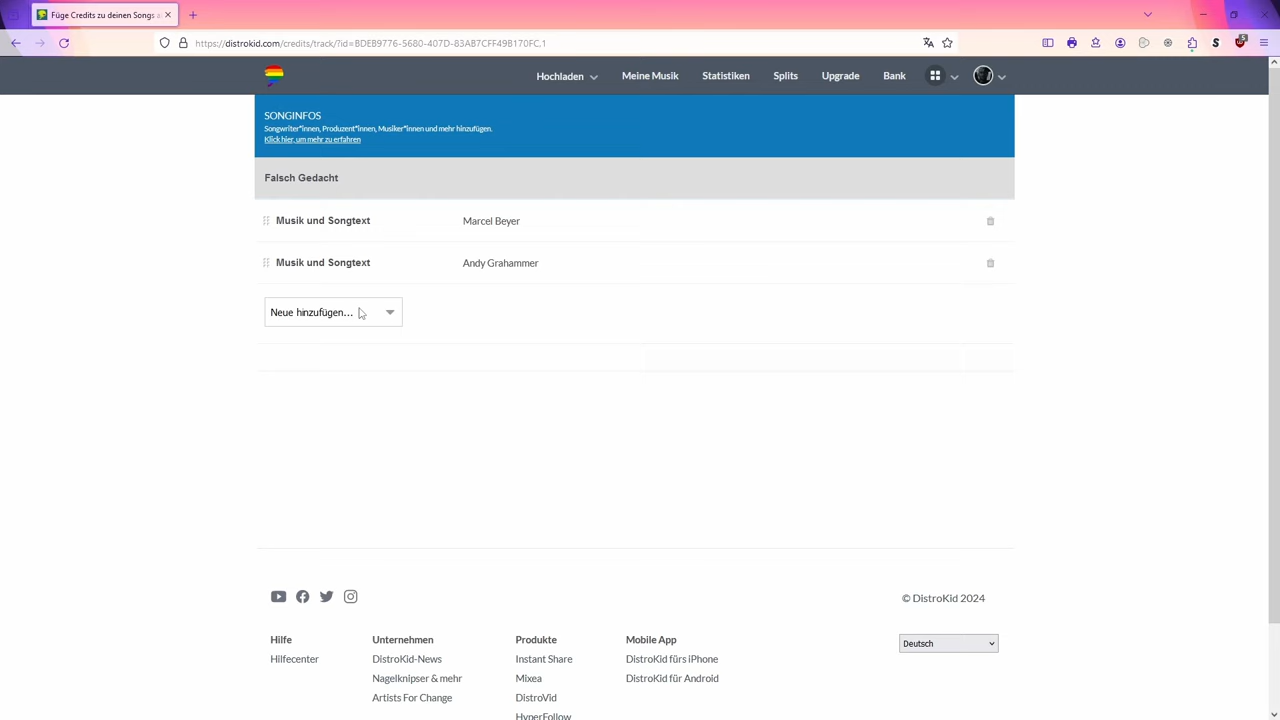 Füge Credits zu deinen Songs a
https://distrokid.com/credits/track/?id=BDEB9776-5680-407D-83AB7CFF49B170FC,1
5
Hochladen Meine Musik Statistiken Splits Upgrade Bank
SONGINFOS
Songwriter*innen, Produzent*innen, Musiker*innen und mehr hinzufügen.
Klick hier, um mehr zu erfahren
Falsch Gedacht
Musik und Songtext Marcel Beyer
Musik und Songtext Andy Grahammer
Neue hinzufügen...
© DistroKid 2024
Hilfe Unternehmen Produkte Mobile App
Deutsch
Hilfecenter DistroKid-News Instant Share DistroKid fürs iPhone
Nagelknipser & mehr Mixea DistroKid für Android
Artists For Change DistroVid
HyperFollow